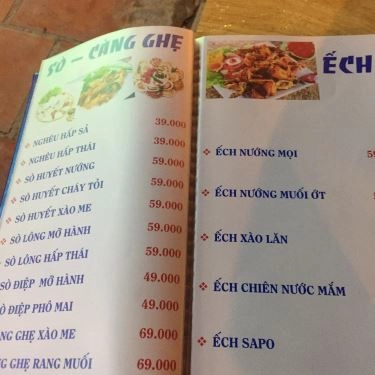 SÒ – CÀNG GHẸ
NGHÊU HẤP SẢ 39.000
NGHÊU HẤP THÁI 39.000
SÒ HUYẾT NƯỚNG 59.000
SÒ HUYẾT CHÁY TỎI 59.000
SÒ HUYẾT XÀO ME 59.000
SÒ LÔNG MỠ HÀNH 59.000
SÒ LÔNG HẤP THÁI 59.000
SÒ ĐIỆP MỠ HÀNH 49.000
SÒ ĐIỆP PHÔ MAI 49.000
GHẸ XÀO ME 69.000
GHẸ RANG MUỐI 69.000
ẾCH
ẾCH NƯỚNG MỌI
ẾCH NƯỚNG MUỐI ỚT
ẾCH XÀO LĂN
ẾCH CHIÊN NƯỚC MẮM
ẾCH SAPO